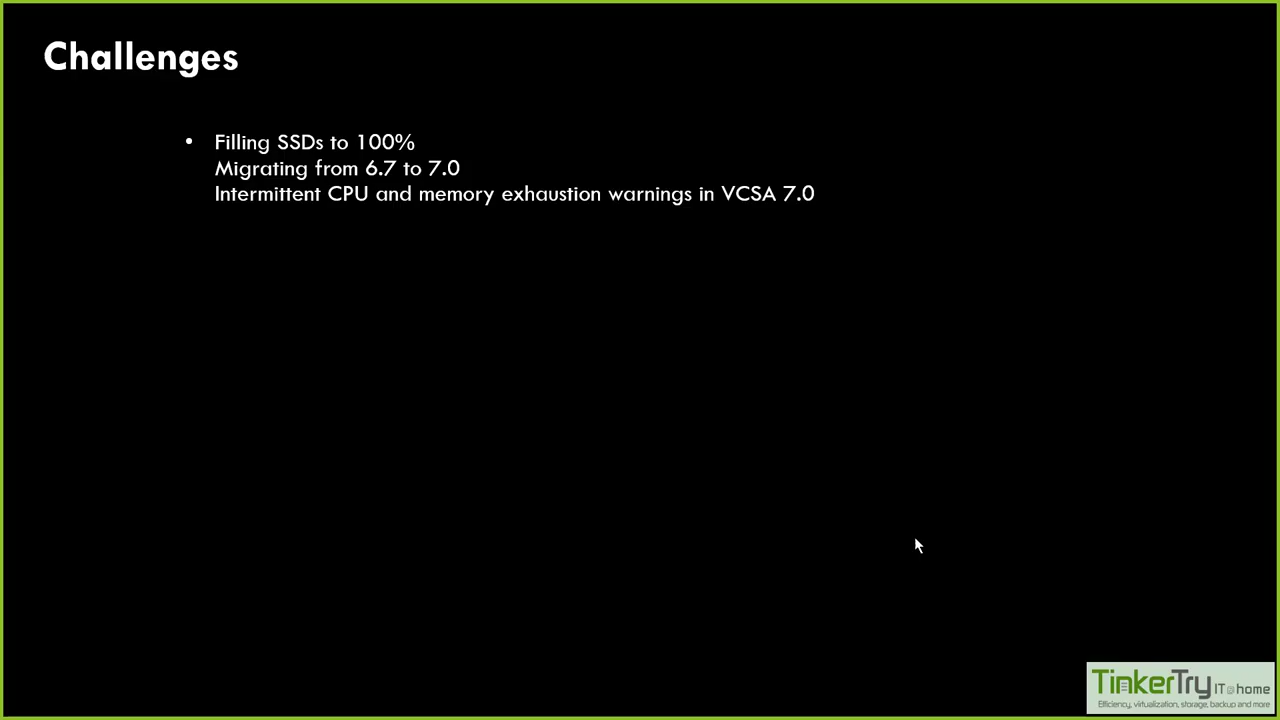 Challenges
• Filling SSDs to 100%
Migrating from 6.7 to 7.0
Intermittent CPU and memory exhaustion warnings in VCSA 7.0
TinkerTry IT@home
Efficiency, virtualization, storage, backup and more